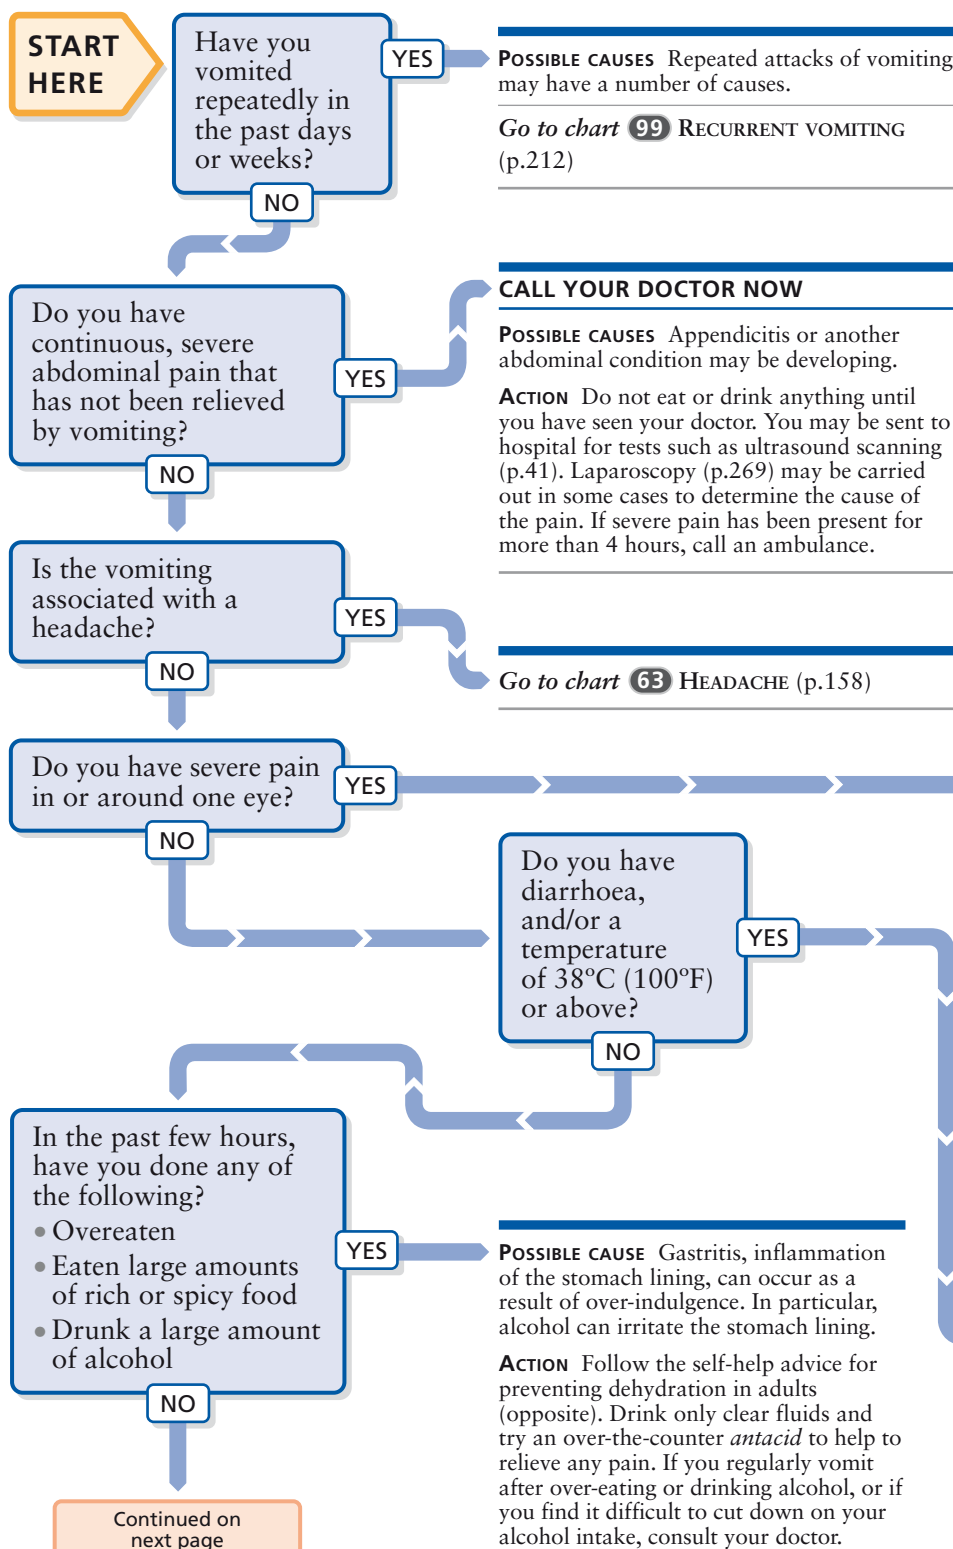 START
HERE
Have you
vomited
repeatedly in
the past days
or weeks?
YES
NO
POSSIBLE CAUSES Repeated attacks of vomiting
may have a number of causes.
Go to chart 99 RECURRENT VOMITING
(p.212)
Do you have
continuous, severe
abdominal pain that
has not been relieved
by vomiting?
YES
NO
CALL YOUR DOCTOR NOW
POSSIBLE CAUSES Appendicitis or another
abdominal condition may be developing.
ACTION Do not eat or drink anything until
you have seen your doctor. You may be sent to
hospital for tests such as ultrasound scanning
(p.41). Laparoscopy (p.269) may be carried
out in some cases to determine the cause of
the pain. If severe pain has been present for
more than 4 hours, call an ambulance.
Is the vomiting
associated with a
headache?
YES
NO
Go to chart 63 HEADACHE (p.158)
Do you have severe pain
in or around one eye?
YES
NO
Do you have
diarrhoea,
and/or a
temperature
of 38ºC (100ºF)
or above?
YES
NO
In the past few hours,
have you done any of
the following?
• Overeaten
• Eaten large amounts
of rich or spicy food
• Drunk a large amount
of alcohol
YES
NO
POSSIBLE CAUSE Gastritis, inflammation
of the stomach lining, can occur as a
result of over-indulgence. In particular,
alcohol can irritate the stomach lining.
ACTION Follow the self-help advice for
preventing dehydration in adults
(opposite). Drink only clear fluids and
try an over-the-counter antacid to help to
relieve any pain. If you regularly vomit
after over-eating or drinking alcohol, or if
you find it difficult to cut down on your
alcohol intake, consult your doctor.
Continued on
next page